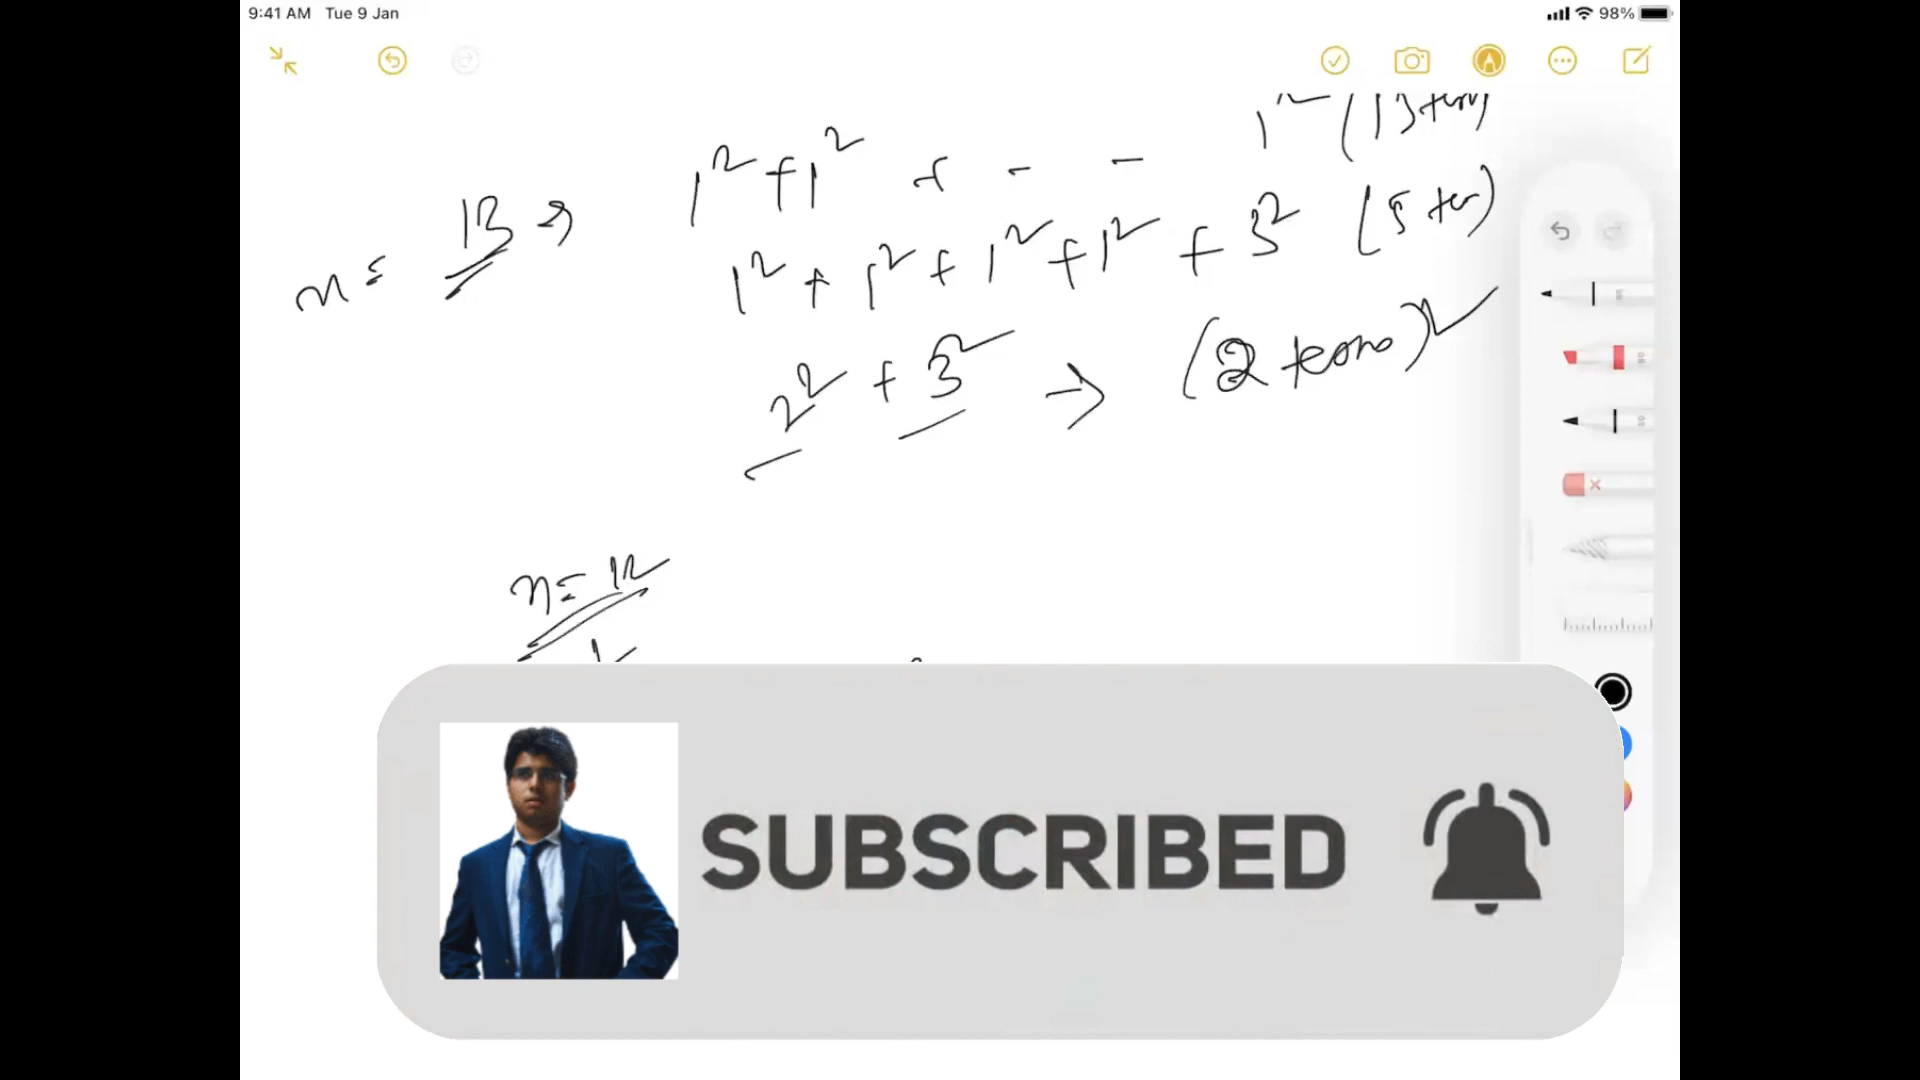 9:41 AM Tue 9 Jan 98%
1² + 1² + - - 1² (13 term)
n = 13 →
1² + 1² + 1² + 1² + 3² (5 ter)
2² + 3² → (2 terms) ✓
n = 12
SUBSCRIBED